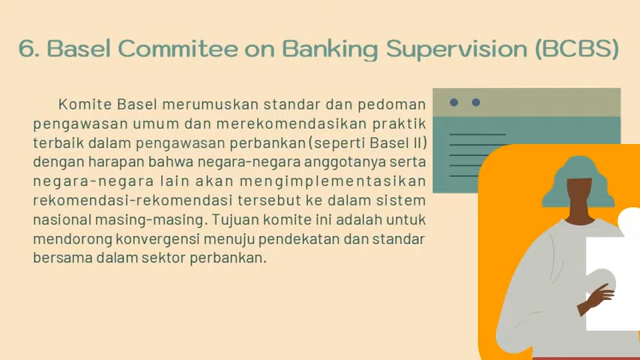 6. Basel Commitee on Banking Supervision (BCBS)
Komite Basel merumuskan standar dan pedoman
pengawasan umum dan merekomendasikan praktik
terbaik dalam pengawasan perbankan (seperti Basel II)
dengan harapan bahwa negara-negara anggotanya serta
negara-negara lain akan mengimplementasikan
rekomendasi-rekomendasi tersebut ke dalam sistem
nasional masing-masing. Tujuan komite ini adalah untuk
mendorong konvergensi menuju pendekatan dan standar
bersama dalam sektor perbankan.